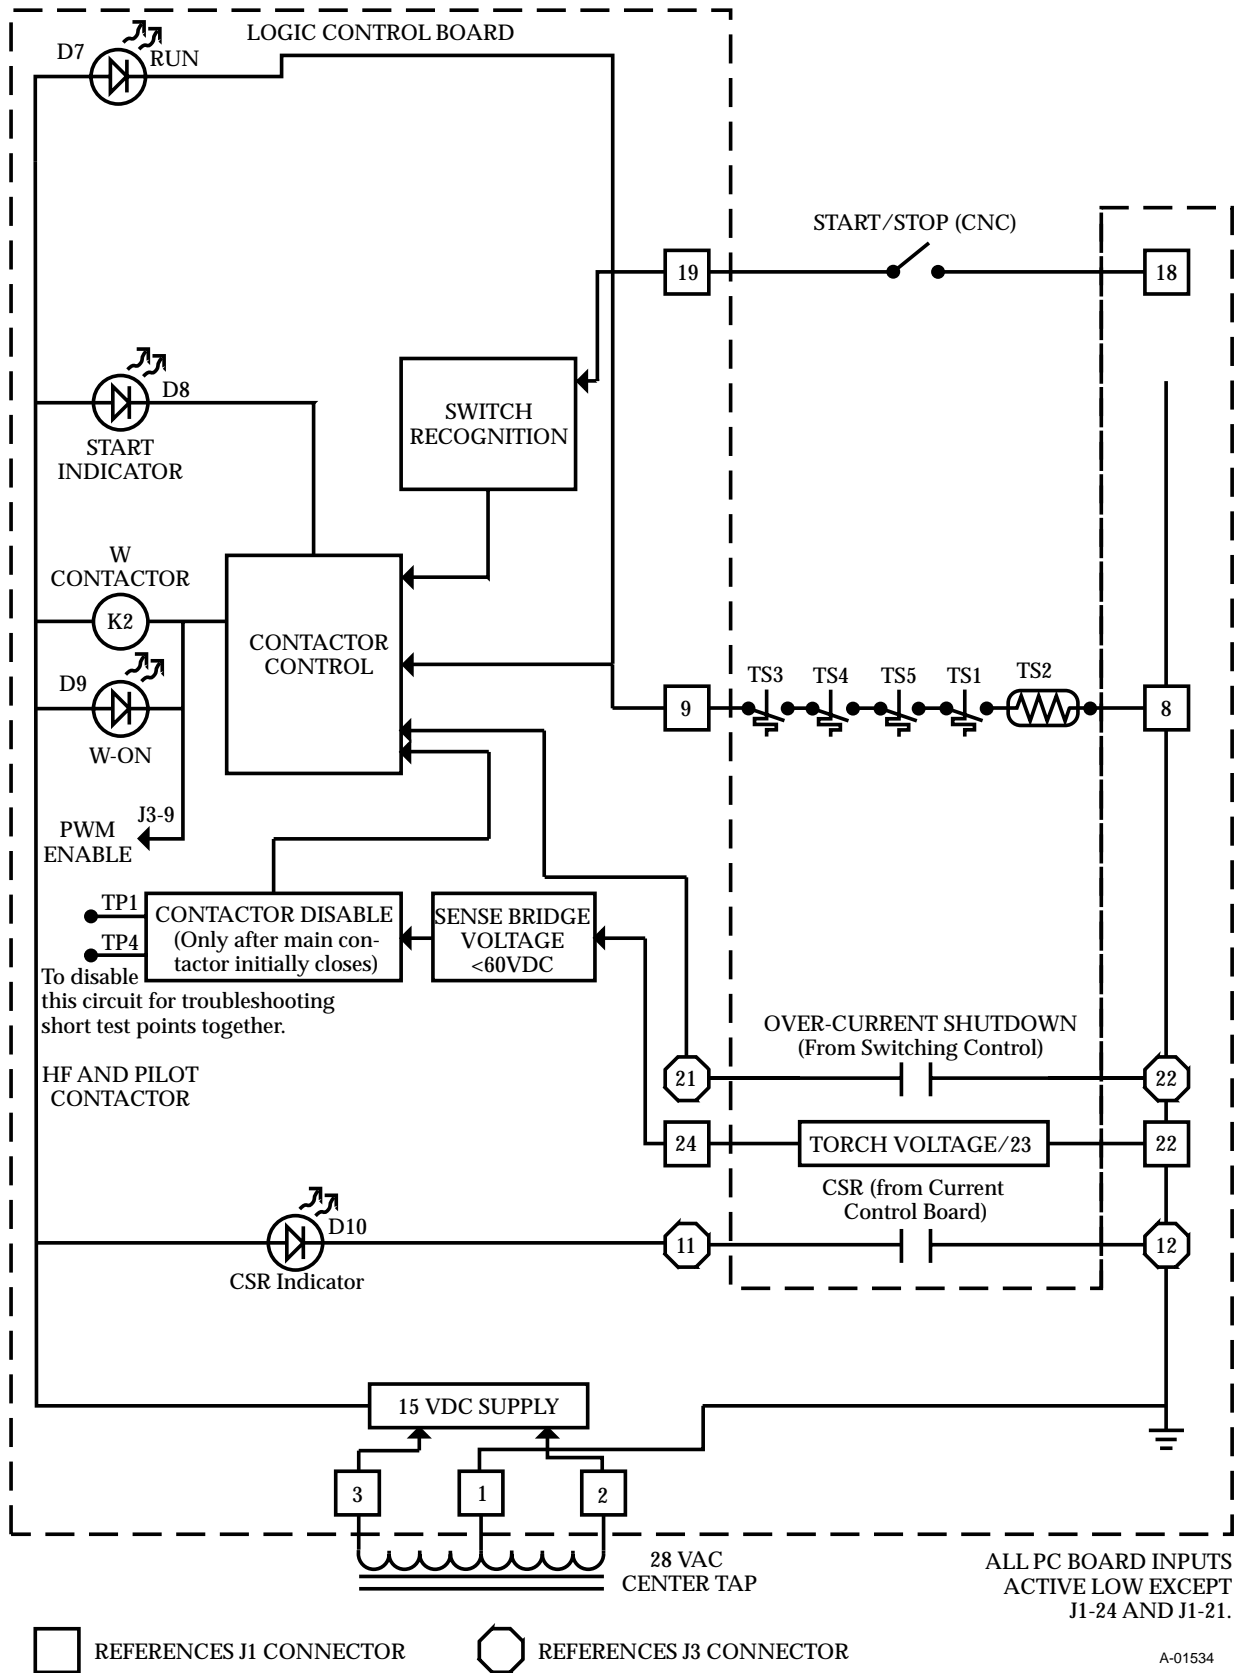 LOGIC CONTROL BOARD
D7
RUN
START/STOP (CNC)
19
18
D8
START
INDICATOR
SWITCH
RECOGNITION
W
CONTACTOR
K2
CONTACTOR
CONTROL
D9
W-ON
TS3
TS4
TS5
TS1
TS2
9
8
J3-9
PWM
ENABLE
TP1
TP4
CONTACTOR DISABLE
(Only after main con-
tactor initially closes)
SENSE BRIDGE
VOLTAGE
<60VDC
To disable
this circuit for troubleshooting
short test points together.
OVER-CURRENT SHUTDOWN
(From Switching Control)
HF AND PILOT
CONTACTOR
21
22
24
TORCH VOLTAGE/23
22
CSR (from Current
Control Board)
D10
11
12
CSR Indicator
15 VDC SUPPLY
3
1
2
28 VAC
CENTER TAP
ALL PC BOARD INPUTS
ACTIVE LOW EXCEPT
J1-24 AND J1-21.
REFERENCES J1 CONNECTOR
REFERENCES J3 CONNECTOR
A-01534